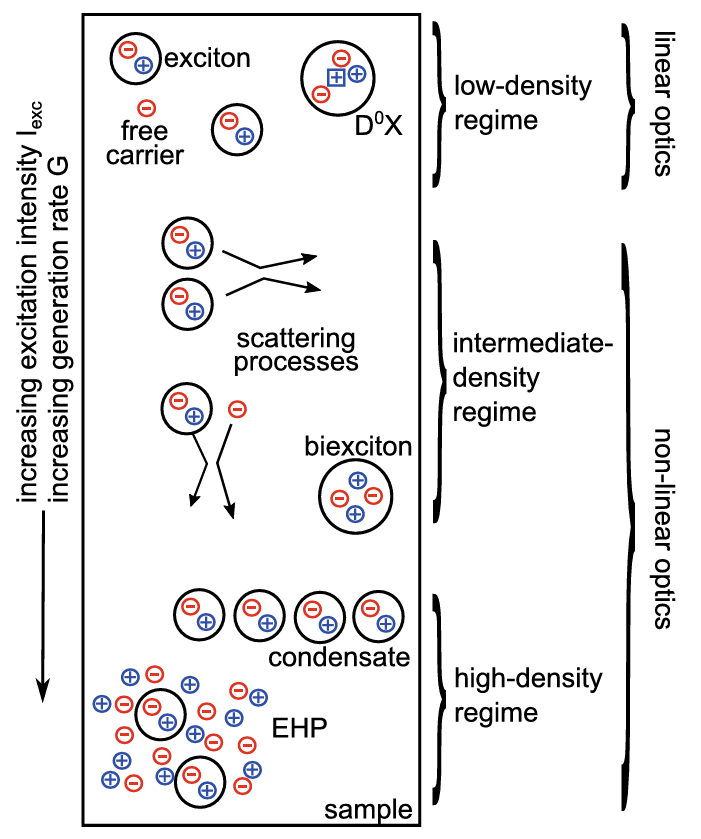 increasing excitation intensity I_exc
increasing generation rate G
exciton
free
carrier
D⁰X
low-density
regime
linear optics
scattering
processes
biexciton
intermediate-
density
regime
non-linear optics
condensate
EHP
high-density
regime
sample